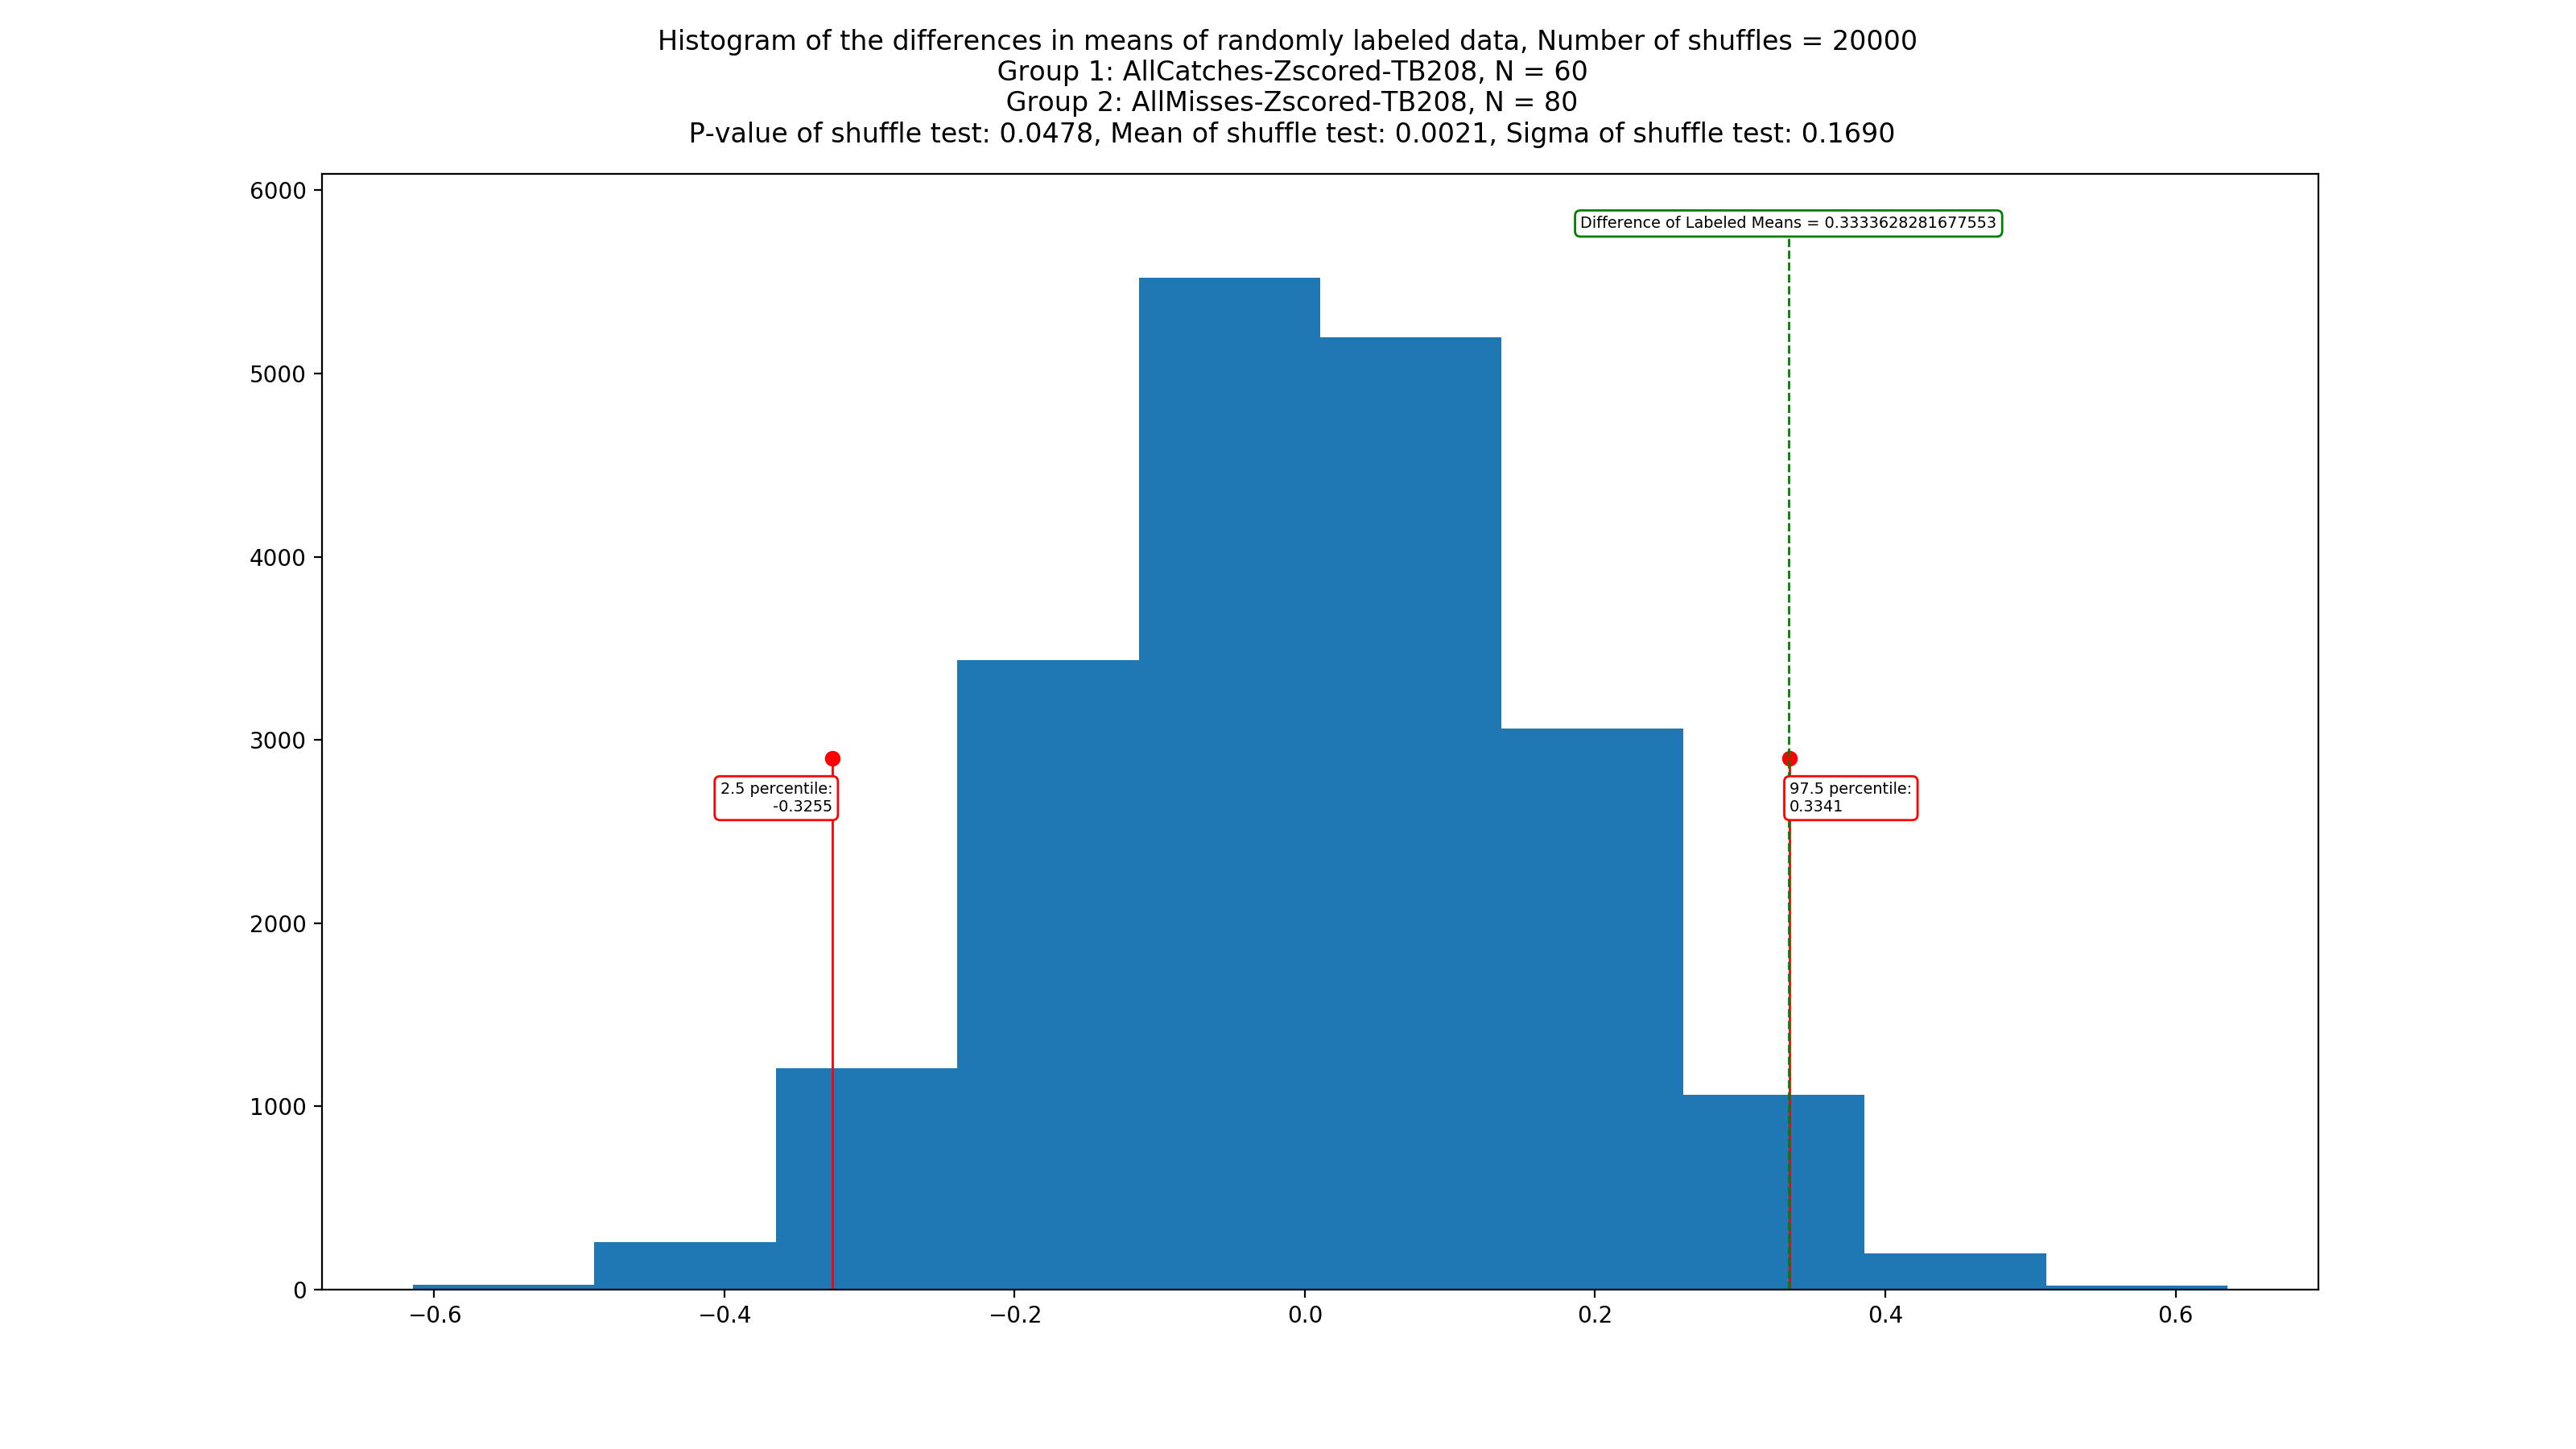 Histogram of the differences in means of randomly labeled data, Number of shuffles = 20000
Group 1: AllCatches-Zscored-TB208, N = 60
Group 2: AllMisses-Zscored-TB208, N = 80
P-value of shuffle test: 0.0478, Mean of shuffle test: 0.0021, Sigma of shuffle test: 0.1690
6000
Difference of Labeled Means = 0.3333628281677553
5000
4000
3000
2.5 percentile:
-0.3255
97.5 percentile:
0.3341
2000
1000
0
−0.6
−0.4
−0.2
0.0
0.2
0.4
0.6